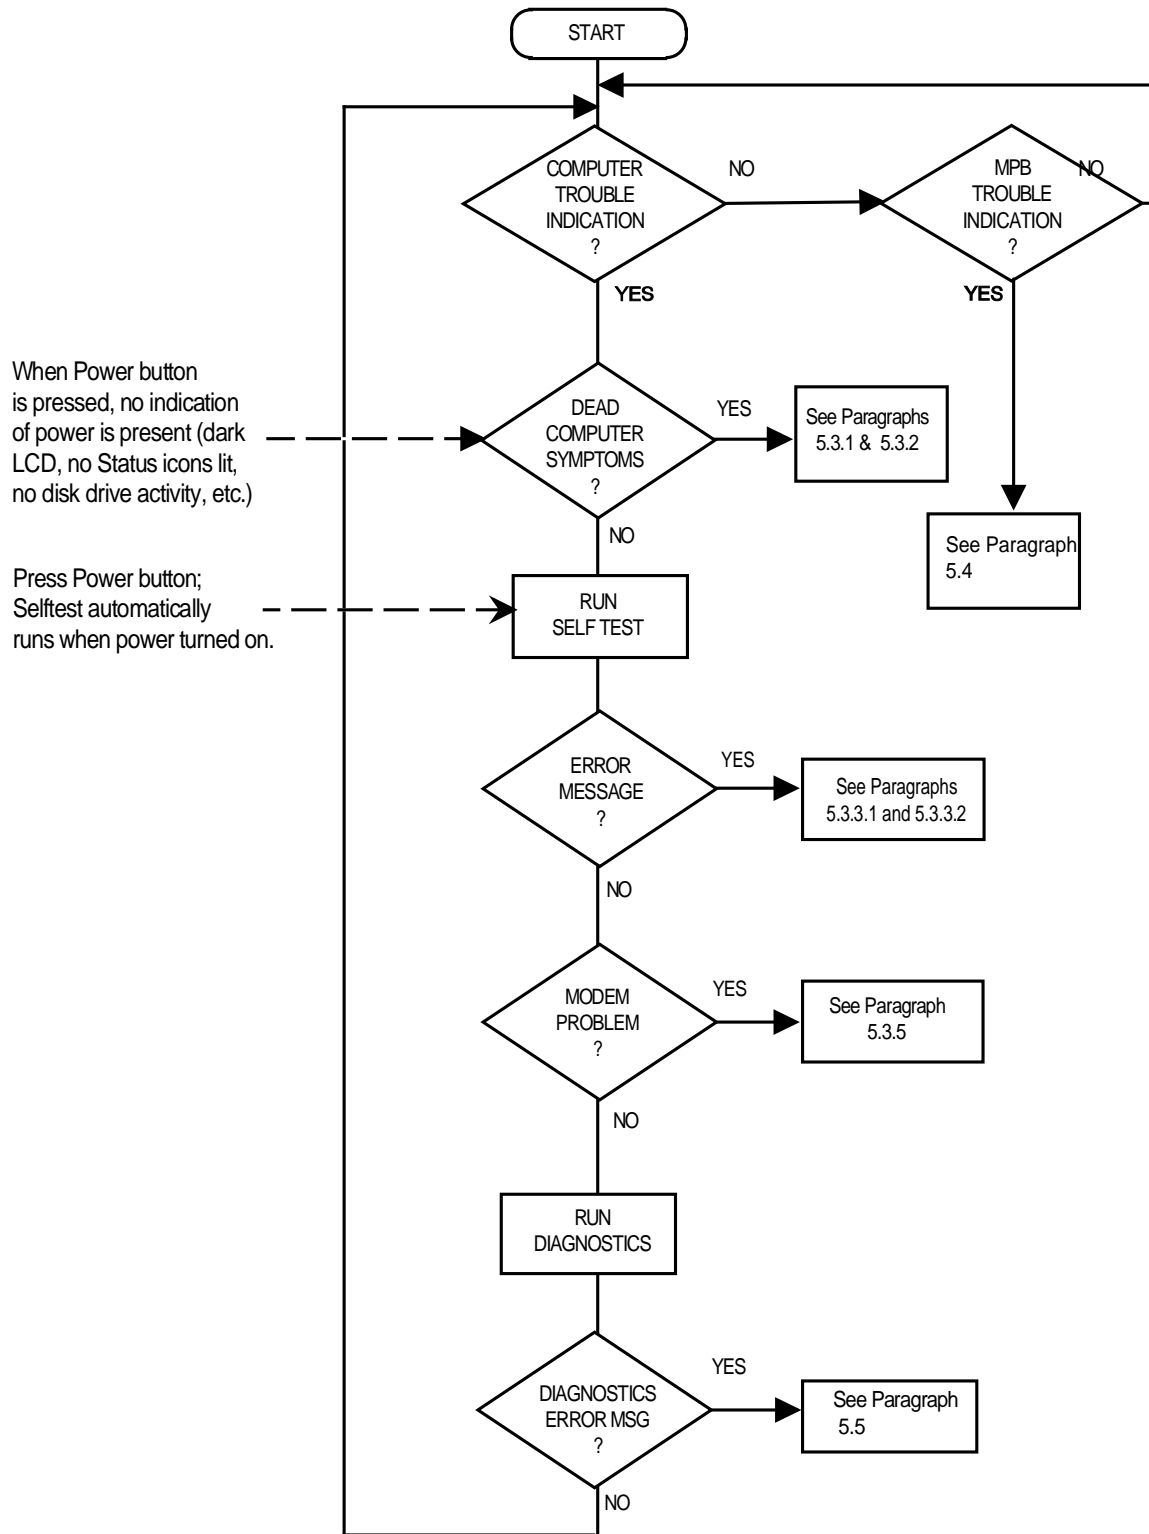 START
COMPUTER
TROUBLE
INDICATION
?
NO
MPB
TROUBLE
INDICATION
?
NO
YES
YES
When Power button
is pressed, no indication
of power is present (dark
LCD, no Status icons lit,
no disk drive activity, etc.)
DEAD
COMPUTER
SYMPTOMS
?
YES
See Paragraphs
5.3.1 & 5.3.2
NO
See Paragraph
5.4
Press Power button;
Selftest automatically
runs when power turned on.
RUN
SELF TEST
ERROR
MESSAGE
?
YES
See Paragraphs
5.3.3.1 and 5.3.3.2
NO
MODEM
PROBLEM
?
YES
See Paragraph
5.3.5
NO
RUN
DIAGNOSTICS
DIAGNOSTICS
ERROR MSG
?
YES
See Paragraph
5.5
NO